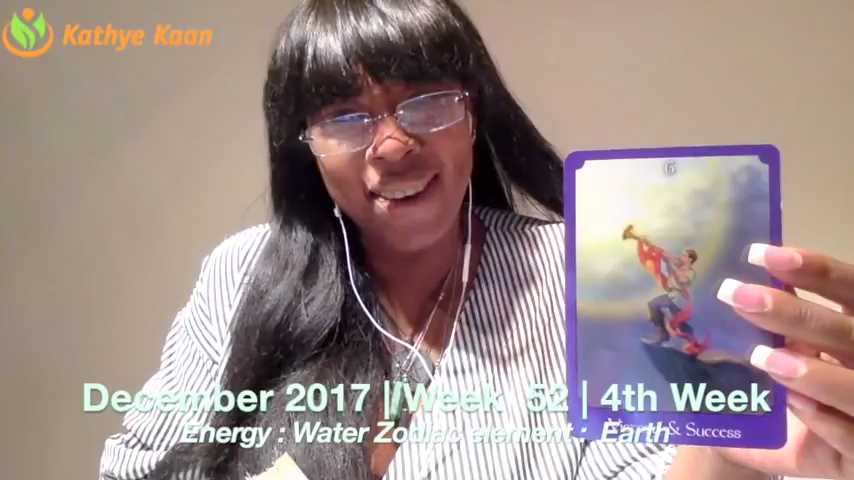 Kathye Kaan
6
December 2017 | Week 52 | 4th Week
Energy : Water Zodiac element : Earth
& Success